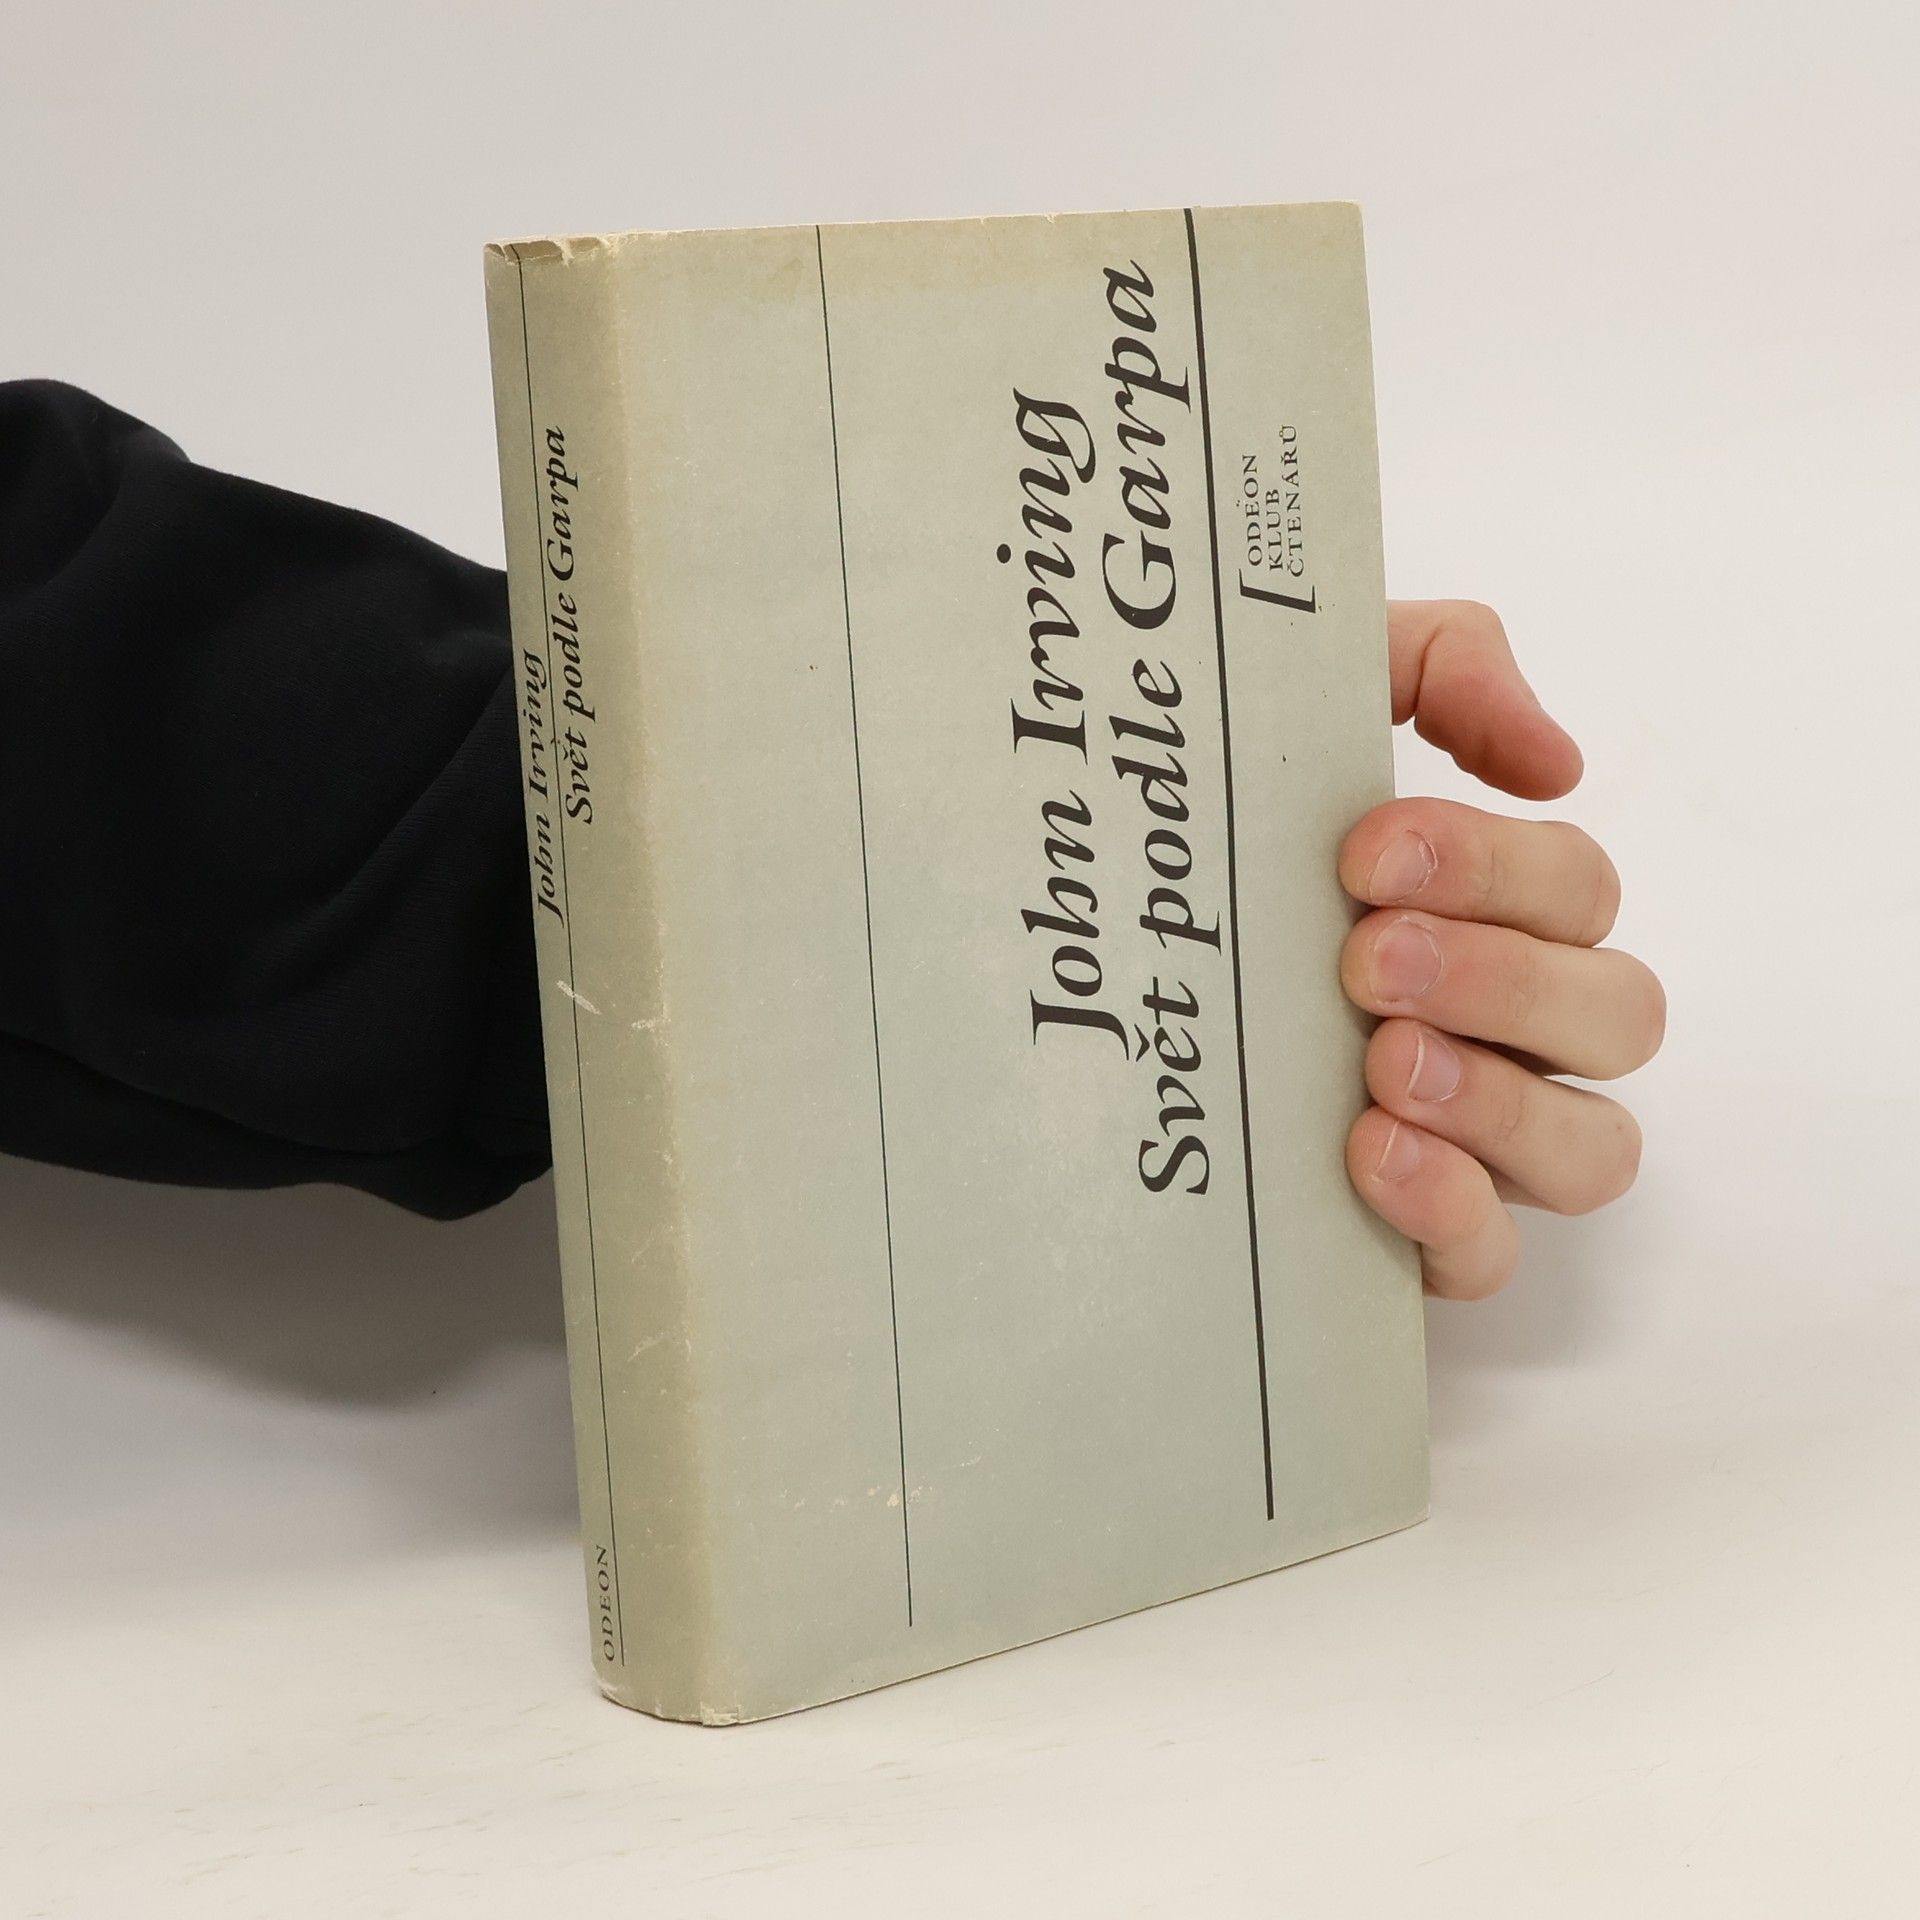 John Irving
Svět podle Garpa
ODEON
John Irving
Svět podle Garpa
ODEON
KLUB
ČTENÁŘŮ